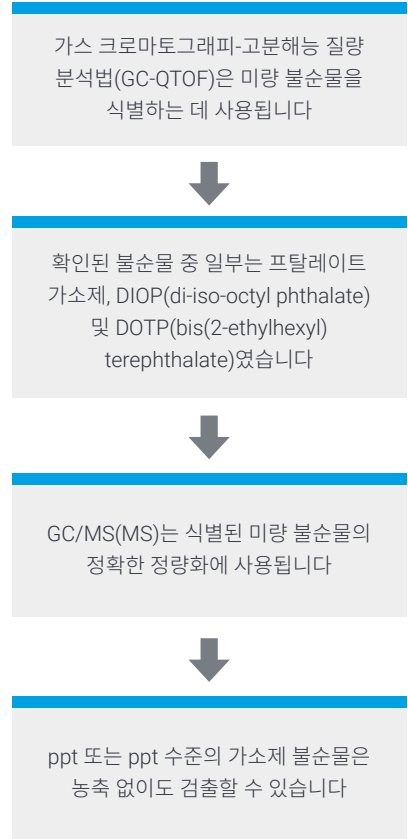 가스 크로마토그래피-고분해능 질량
분석법(GC-QTOF)은 미량 불순물을
식별하는 데 사용됩니다
확인된 불순물 중 일부는 프탈레이트
가소제, DIOP(di-iso-octyl phthalate)
및 DOTP(bis(2-ethylhexyl)
terephthalate)였습니다
GC/MS(MS)는 식별된 미량 불순물의
정확한 정량화에 사용됩니다
ppt 또는 ppt 수준의 가소제 불순물은
농축 없이도 검출할 수 있습니다